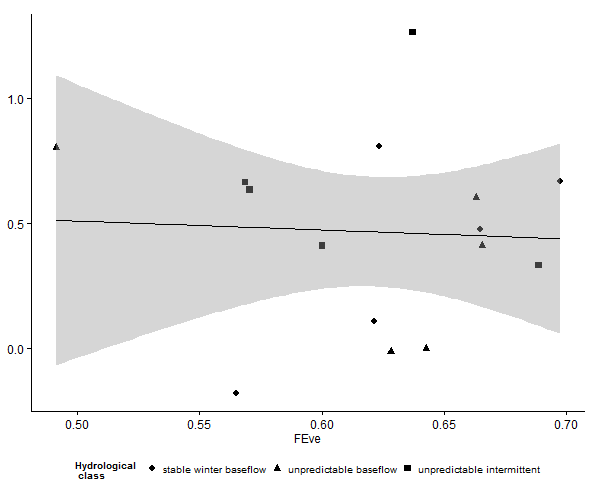 1.0
0.5
0.0
0.50 0.55 0.60 0.65 0.70
FEve
Hydrological
class
stable winter baseflow unpredictable baseflow unpredictable intermittent